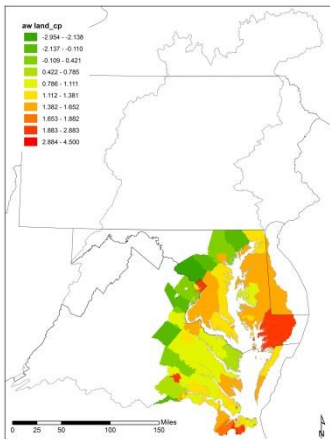 aw land_cp
-2.954 - -2.138
-2.137 - -0.110
-0.109 - 0.421
0.422 - 0.785
0.786 - 1.111
1.112 - 1.381
1.382 - 1.652
1.653 - 1.882
1.883 - 2.883
2.884 - 4.500
Miles
0 50 100 150
N